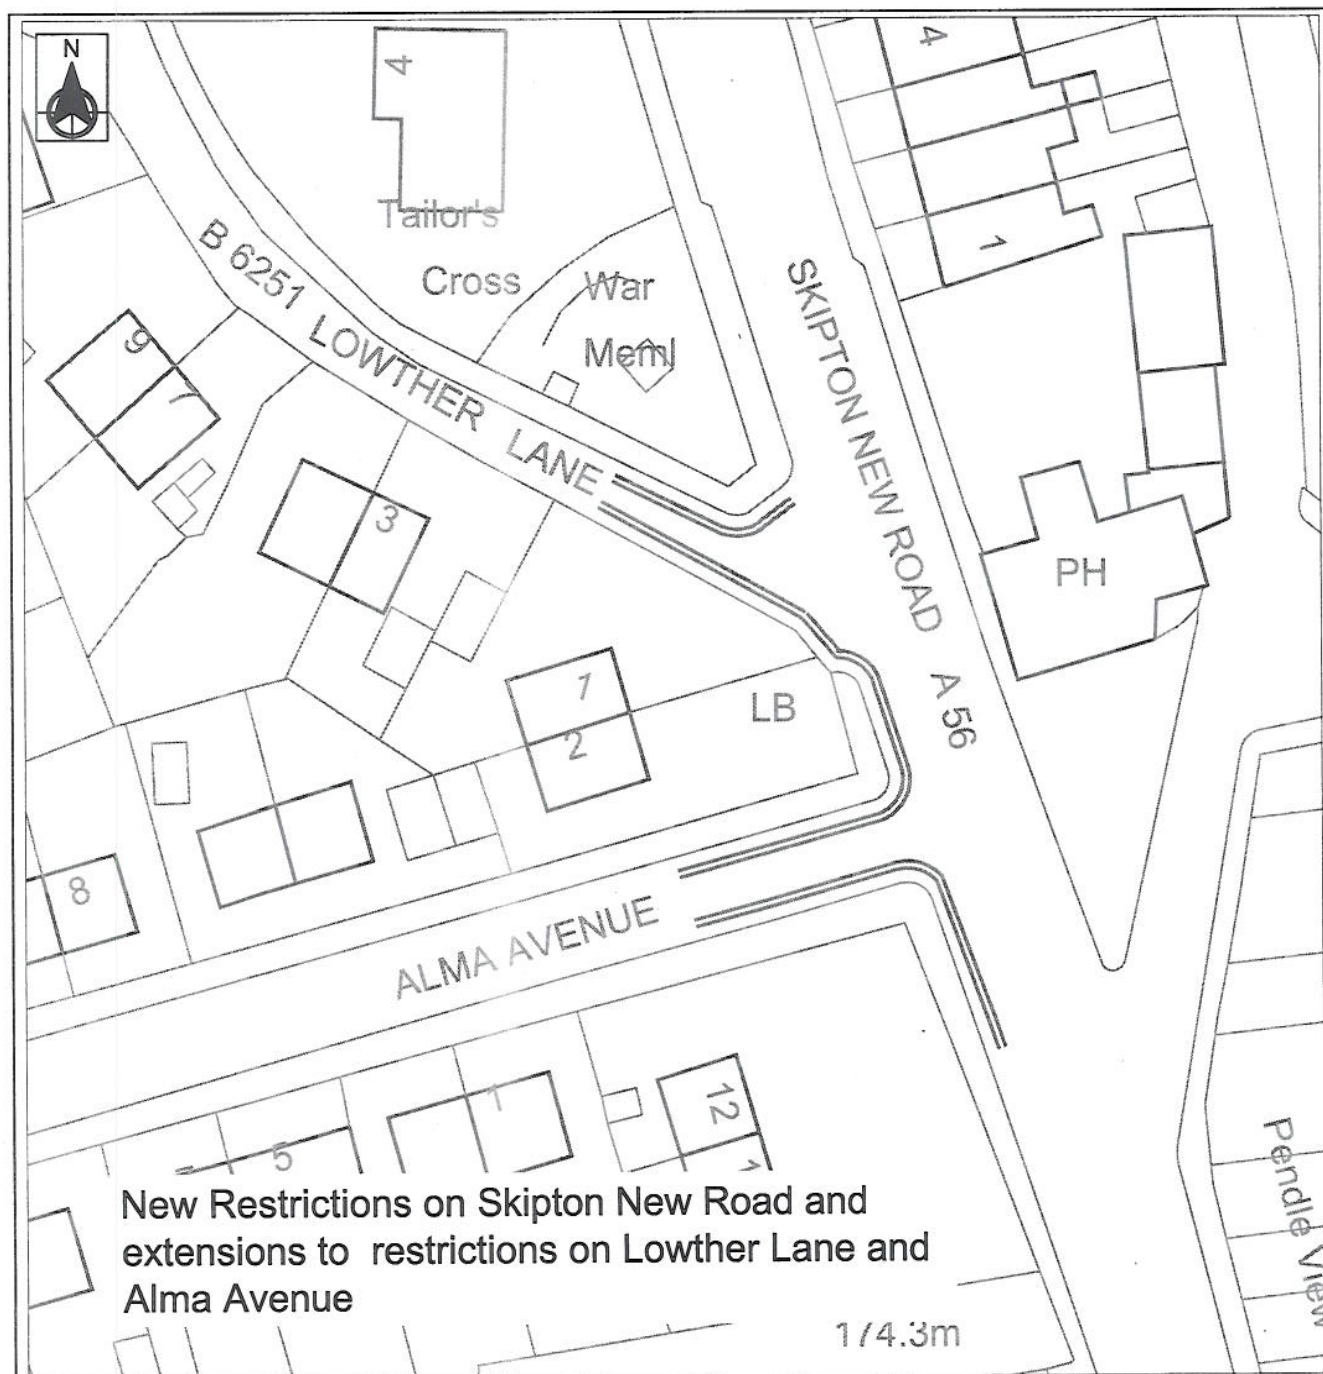 N
4
4
Tailor's
Cross
War
Meml
1
B 6251 LOWTHER LANE
SKIPTON NEW ROAD A 56
9
7
3
PH
1
2
LB
8
ALMA AVENUE
1
12
5
Pendle View
New Restrictions on Skipton New Road and
extensions to restrictions on Lowther Lane and
Alma Avenue
174.3m